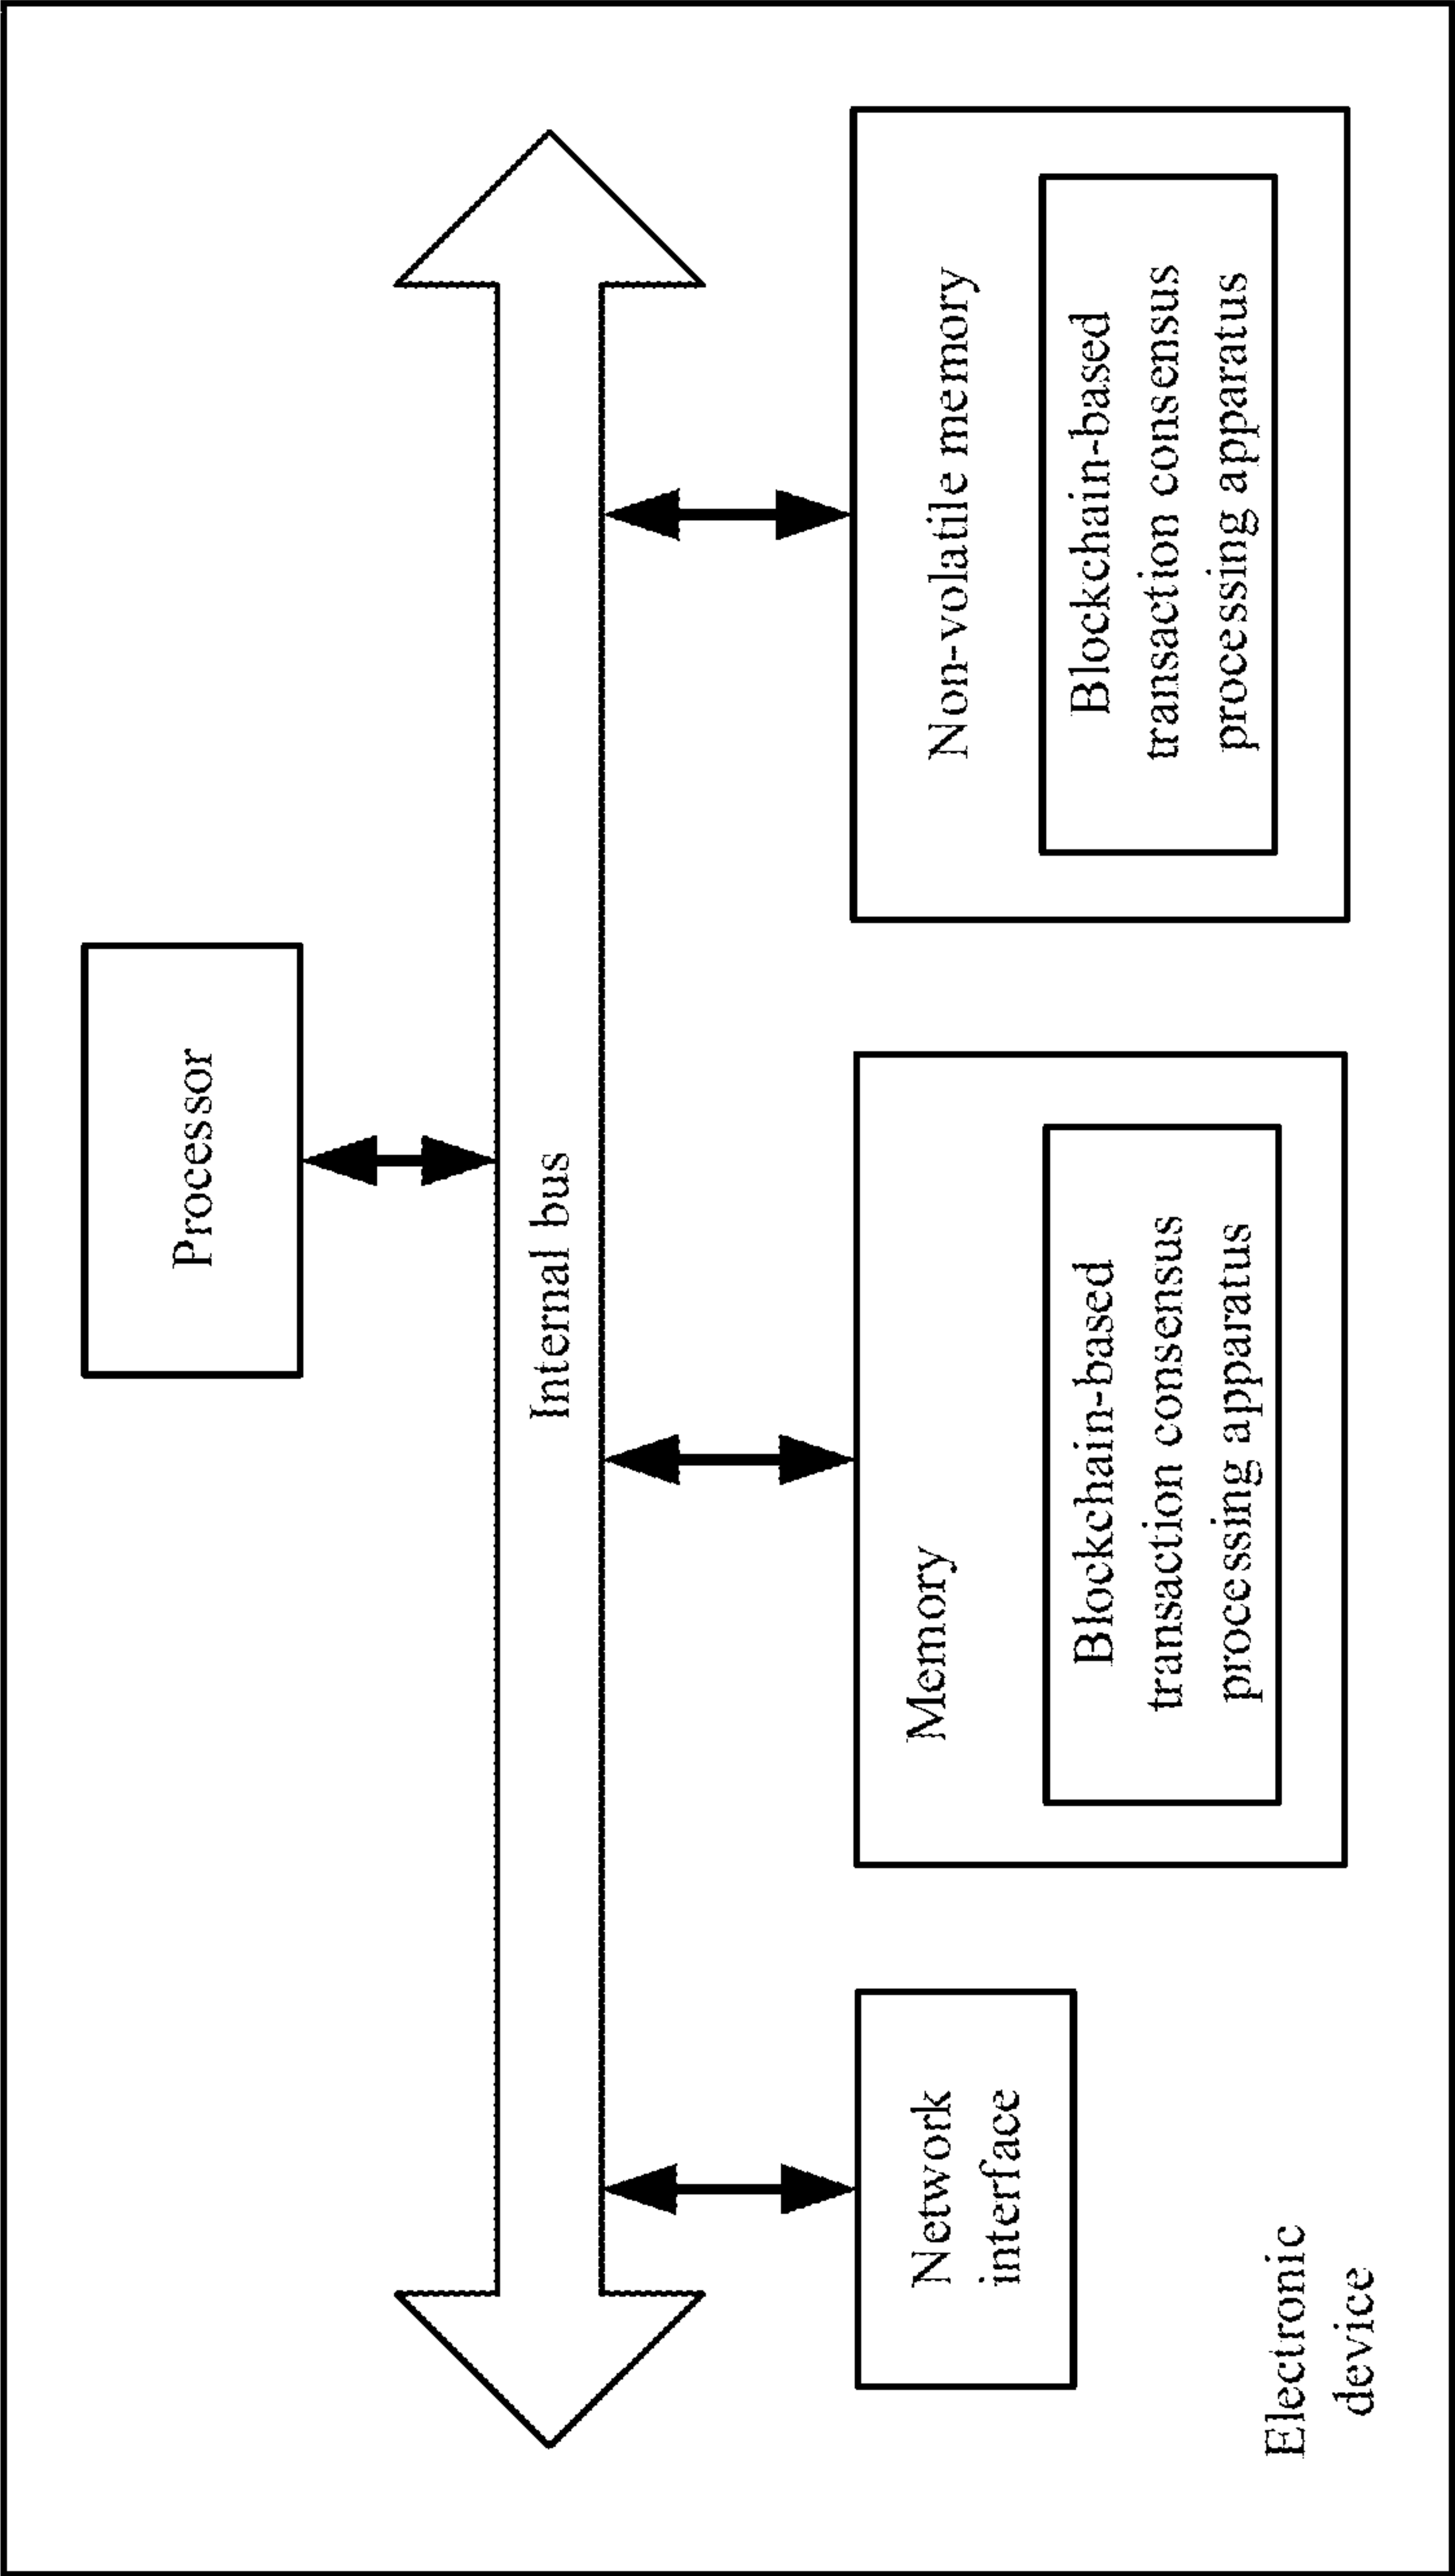 Processor
Internal bus
Network
interface
Memory
Blockchain-based
transaction consensus
processing apparatus
Non-volatile memory
Blockchain-based
transaction consensus
processing apparatus
Electronic
device